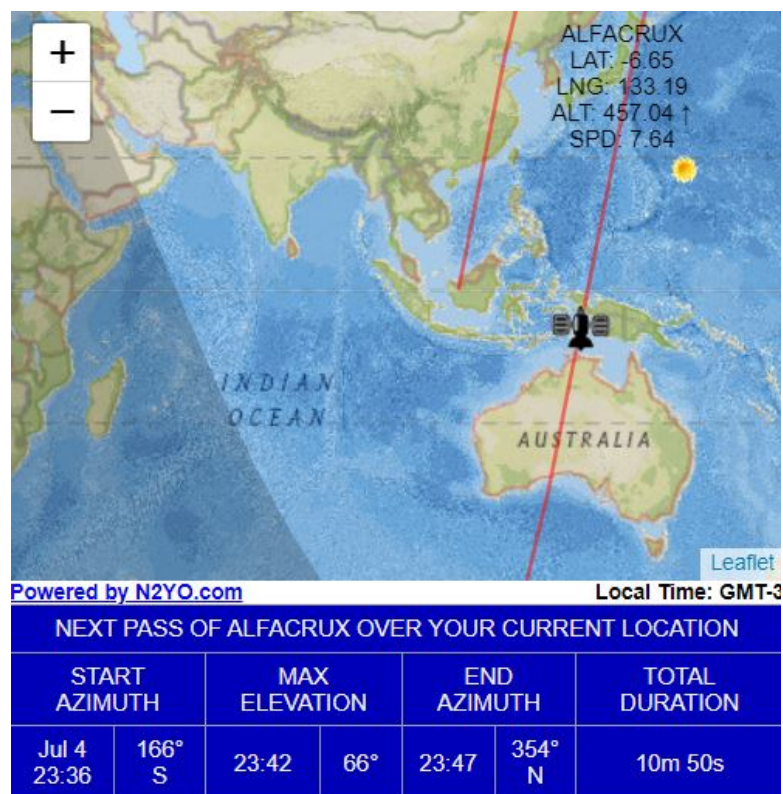 +
−
ALFACRUX
LAT: -6.65
LNG: 133.19
ALT: 457.04 ↑
SPD: 7.64
INDIAN
OCEAN
AUSTRALIA
Leaflet
Powered by N2YO.com Local Time: GMT-3
NEXT PASS OF ALFACRUX OVER YOUR CURRENT LOCATION
START AZIMUTH MAX ELEVATION END AZIMUTH TOTAL DURATION
Jul 4 23:36 166° S 23:42 66° 23:47 354° N 10m 50s